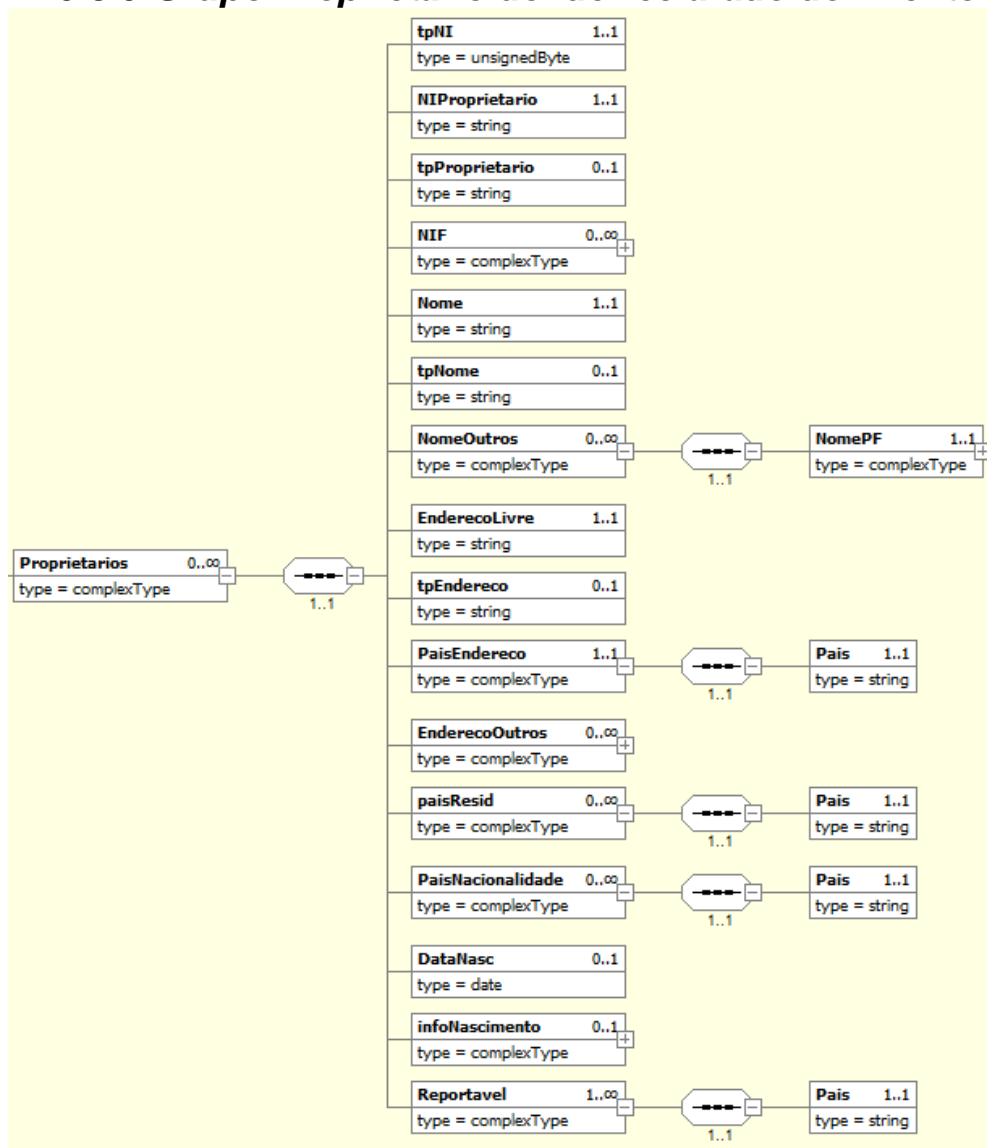 tpNI 1..1
type = unsignedByte
NIProprietario 1..1
type = string
tpProprietario 0..1
type = string
NIF 0..∞
type = complexType
Nome 1..1
type = string
tpNome 0..1
type = string
NomeOutros 0..∞
type = complexType
1..1
NomePF 1..1
type = complexType
EnderecoLivre 1..1
type = string
Proprietarios 0..∞
type = complexType
1..1
tpEndereco 0..1
type = string
PaisEndereco 1..1
type = complexType
1..1
Pais 1..1
type = string
EnderecoOutros 0..∞
type = complexType
paisResid 0..∞
type = complexType
1..1
Pais 1..1
type = string
PaisNacionalidade 0..∞
type = complexType
1..1
Pais 1..1
type = string
DataNasc 0..1
type = date
infoNascimento 0..1
type = complexType
Reportavel 1..∞
type = complexType
1..1
Pais 1..1
type = string